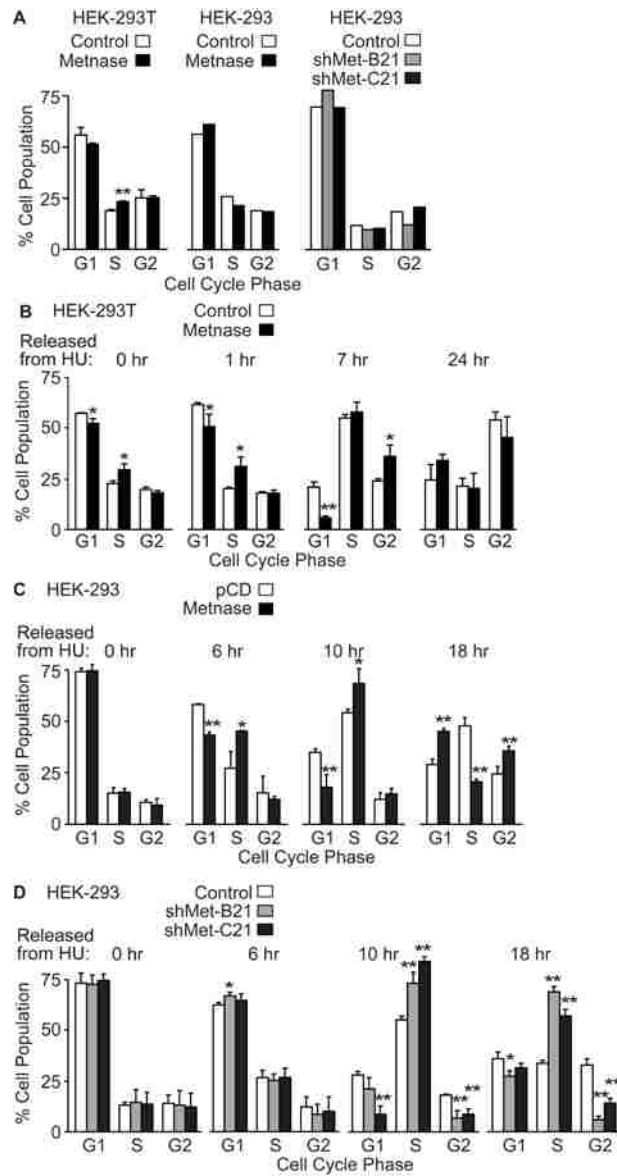 A
HEK-293T HEK-293 HEK-293
Control Control Control
Metnase Metnase shMet-B21
shMet-C21
% Cell Population
75
50
25
0
**
G1 S G2 G1 S G2 G1 S G2
Cell Cycle Phase
B HEK-293T Control
Metnase
Released
from HU: 0 hr 1 hr 7 hr 24 hr
% Cell Population
75
50
25
0
* * * * ** *
G1 S G2 G1 S G2 G1 S G2 G1 S G2
Cell Cycle Phase
C HEK-293 pCD
Metnase
Released
from HU: 0 hr 6 hr 10 hr 18 hr
% Cell Population
75
50
25
0
** * ** * ** ** **
G1 S G2 G1 S G2 G1 S G2 G1 S G2
Cell Cycle Phase
D HEK-293 Control
shMet-B21
shMet-C21
Released
from HU: 0 hr 6 hr 10 hr 18 hr
% Cell Population
75
50
25
0
* ** ** ** ** ** * ** ** ** **
G1 S G2 G1 S G2 G1 S G2 G1 S G2
Cell Cycle Phase